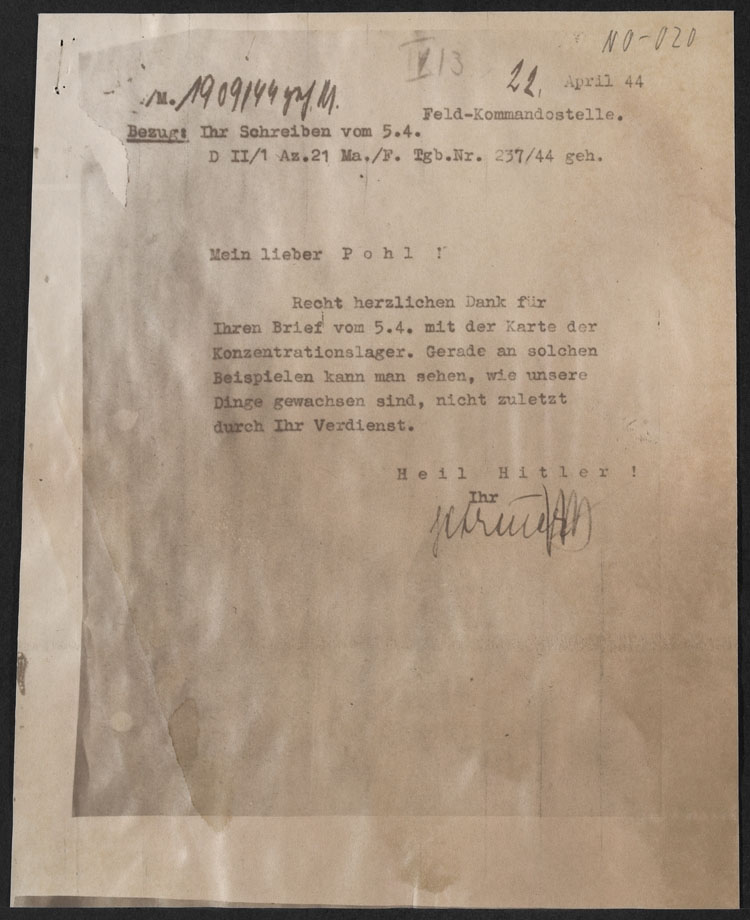 NO-020
22. April 44
1909/44
Feld-Kommandostelle.
Bezug: Ihr Schreiben vom 5.4.
D II/1 Az.21 Ma./F. Tgb.Nr. 237/44 geh.
Mein lieber P o h l !
Recht herzlichen Dank für
Ihren Brief vom 5.4. mit der Karte der
Konzentrationslager. Gerade an solchen
Beispielen kann man sehen, wie unsere
Dinge gewachsen sind, nicht zuletzt
durch Ihr Verdienst.
H e i l  H i t l e r !
Ihr